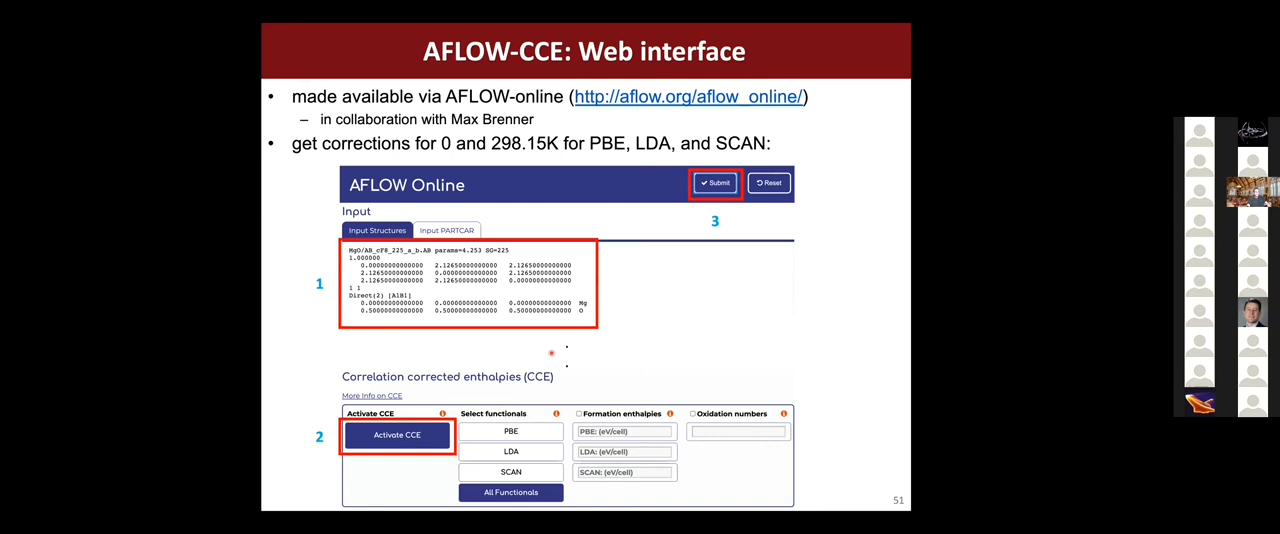 AFLOW-CCE: Web interface
• made available via AFLOW-online (http://aflow.org/aflow_online/)
– in collaboration with Max Brenner
• get corrections for 0 and 298.15K for PBE, LDA, and SCAN:
AFLOW Online
Submit
Reset
3
Input
Input Structures
Input PARTCAR
1
MgO/AB_cF8_225_a_b.AB params=4.253 SG=225
1.000000
0.00000000000000 2.12650000000000 2.12650000000000
2.12650000000000 0.00000000000000 2.12650000000000
2.12650000000000 2.12650000000000 0.00000000000000
1 1
Direct(2) [A1B1]
0.00000000000000 0.00000000000000 0.00000000000000 Mg
0.50000000000000 0.50000000000000 0.50000000000000 O
Correlation corrected enthalpies (CCE)
More Info on CCE
Activate CCE
Select functionals
Formation enthalpies
Oxidation numbers
2
Activate CCE
PBE
PBE: (eV/cell)
LDA
LDA: (eV/cell)
SCAN
SCAN: (eV/cell)
All Functionals
51